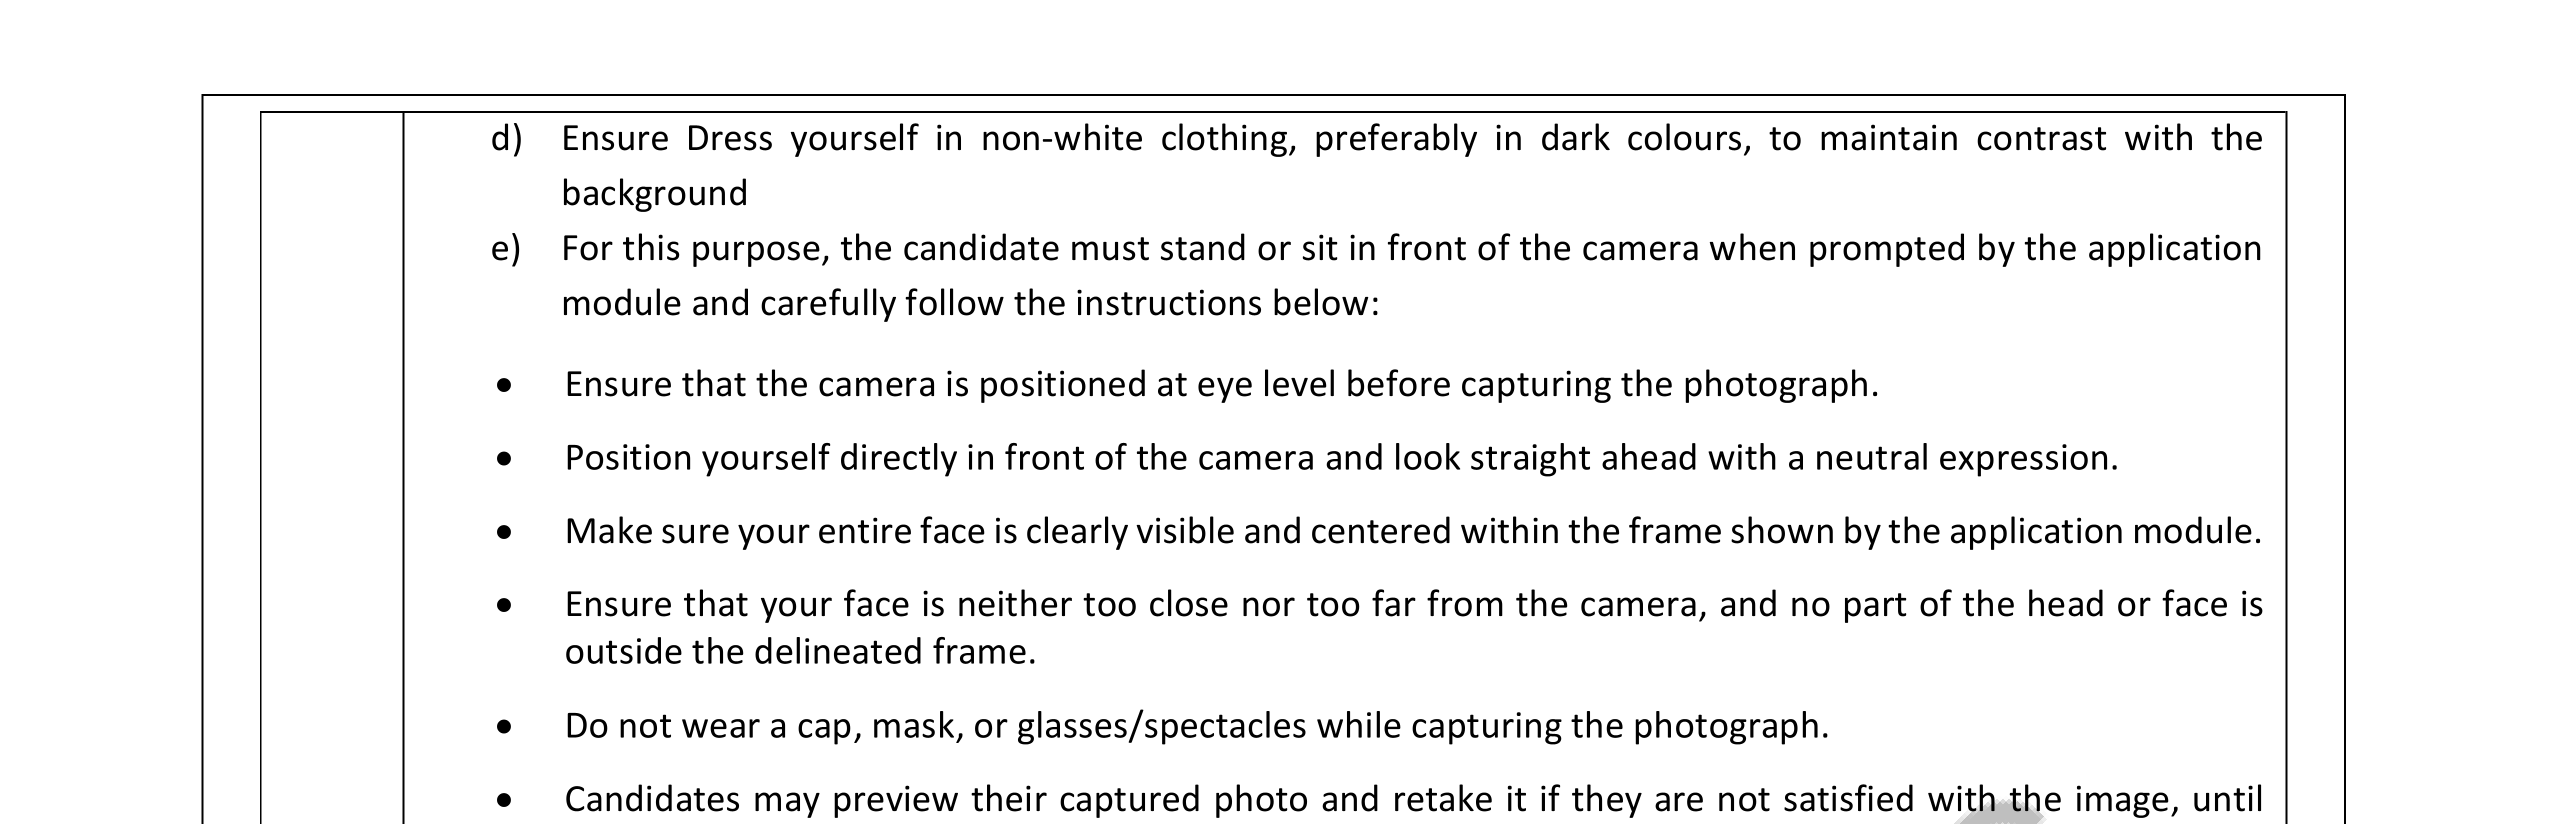 d) Ensure Dress yourself in non-white clothing, preferably in dark colours, to maintain contrast with the
background
e) For this purpose, the candidate must stand or sit in front of the camera when prompted by the application
module and carefully follow the instructions below:
• Ensure that the camera is positioned at eye level before capturing the photograph.
• Position yourself directly in front of the camera and look straight ahead with a neutral expression.
• Make sure your entire face is clearly visible and centered within the frame shown by the application module.
• Ensure that your face is neither too close nor too far from the camera, and no part of the head or face is
outside the delineated frame.
• Do not wear a cap, mask, or glasses/spectacles while capturing the photograph.
• Candidates may preview their captured photo and retake it if they are not satisfied with the image, until